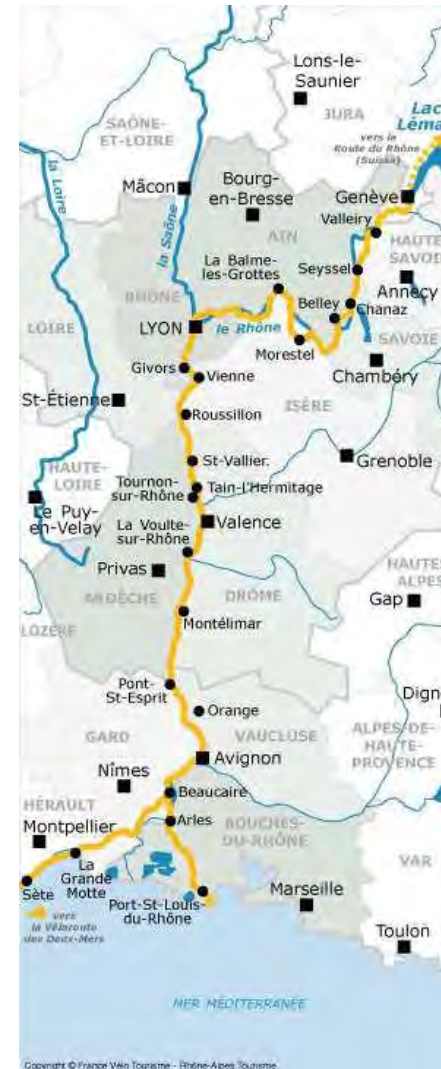 Lons-le-
Saunier
JURA
Lac
Léma
vers la
Route du Rhône
(Suisse)
SAÔNE-
ET-LOIRE
la Loire
Mâcon
la Saône
Bourg-
en-Bresse
AIN
Genève
Valleiry
HAUTE
SAVOI
La Balme-
les-Grottes
Seyssel
Annecy
RHÔNE
Belley
Chanaz
LYON
le Rhône
SAVOIE
LOIRE
Morestel
Chambéry
Givors
Vienne
St-Étienne
ISÈRE
Roussillon
HAUTE-
LOIRE
St-Vallier.
Grenoble
Tournon-
sur-Rhône
Tain-l'Hermitage
Le Puy-
en-Velay
La Voulte-
sur-Rhône
Valence
Privas
HAUTES
ALPES
ARDÈCHE
DRÔME
Gap
LOZÈRE
Montélimar
Pont-
St-Esprit
Orange
Dign
GARD
VAUCLUSE
ALPES-DE-
HAUTE-
PROVENCE
Avignon
Nîmes
Beaucaire
HÉRAULT
Arles
BOUCHES-
DU-RHÔNE
Montpellier
VAR
La
Grande
Motte
Sète
Port-St-Louis-
du-Rhône
Marseille
vers
la Véloroute
des Deux-Mers
Toulon
MER MÉDITERRANÉE
Copyright © France Vélo Tourisme - Rhône-Alpes Tourisme